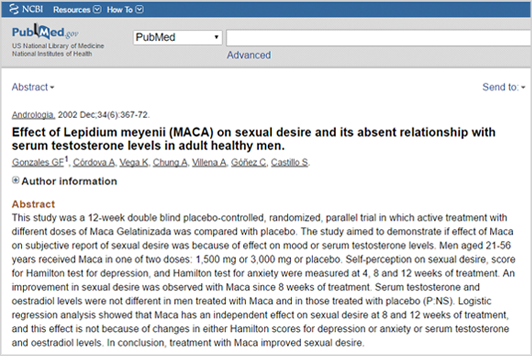 NCBI Resources How To
PubMed.gov
US National Library of Medicine
National Institutes of Health
PubMed
Advanced
Abstract Send to:
Andrologia. 2002 Dec;34(6):367-72.
Effect of Lepidium meyenii (MACA) on sexual desire and its absent relationship with
serum testosterone levels in adult healthy men.
Gonzales GF1, Córdova A, Vega K, Chung A, Villena A, Góñez C, Castillo S.
Author information
Abstract
This study was a 12-week double blind placebo-controlled, randomized, parallel trial in which active treatment with
different doses of Maca Gelatinizada was compared with placebo. The study aimed to demonstrate if effect of Maca
on subjective report of sexual desire was because of effect on mood or serum testosterone levels. Men aged 21-56
years received Maca in one of two doses: 1,500 mg or 3,000 mg or placebo. Self-perception on sexual desire, score
for Hamilton test for depression, and Hamilton test for anxiety were measured at 4, 8 and 12 weeks of treatment. An
improvement in sexual desire was observed with Maca since 8 weeks of treatment. Serum testosterone and
oestradiol levels were not different in men treated with Maca and in those treated with placebo (P:NS). Logistic
regression analysis showed that Maca has an independent effect on sexual desire at 8 and 12 weeks of treatment,
and this effect is not because of changes in either Hamilton scores for depression or anxiety or serum testosterone
and oestradiol levels. In conclusion, treatment with Maca improved sexual desire.